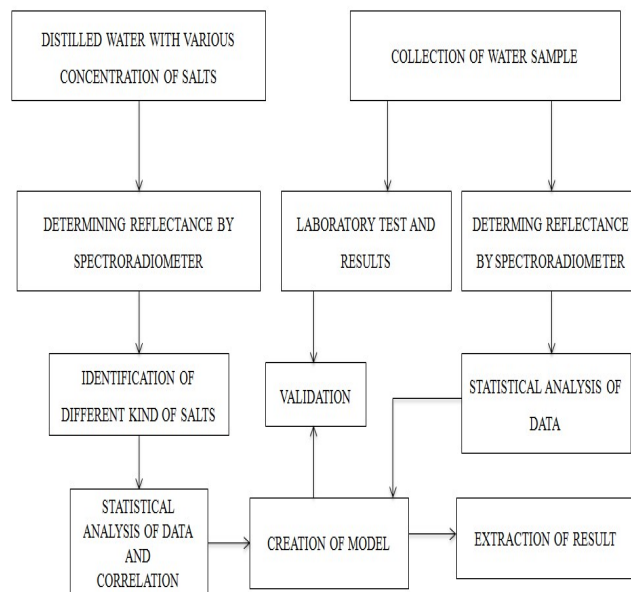 DISTILLED WATER WITH VARIOUS
CONCENTRATION OF SALTS
COLLECTION OF WATER SAMPLE
DETERMINING REFLECTANCE BY
SPECTRORADIOMETER
LABORATORY TEST AND
RESULTS
DETERMING REFLECTANCE
BY SPECTRORADIOMETER
IDENTIFICATION OF
DIFFERENT KIND OF SALTS
VALIDATION
STATISTICAL ANALYSIS OF
DATA
STATISTICAL
ANALYSIS OF DATA
AND
CORRELATION
CREATION OF MODEL
EXTRACTION OF RESULT